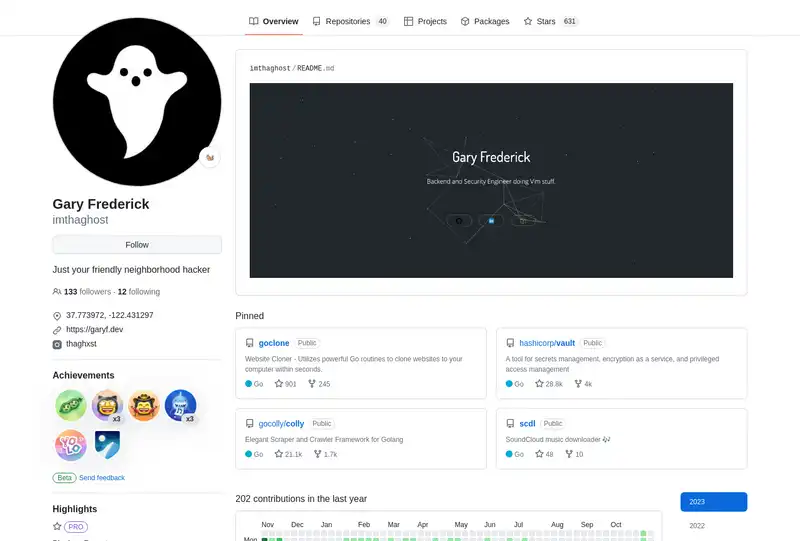 Overview
Repositories 40
Projects
Packages
Stars 631
imthaghost / README.md
Gary Frederick
Backend and Security Engineer doing Vim stuff.
Gary Frederick
imthaghost
Follow
Just your friendly neighborhood hacker
133 followers · 12 following
37.773972, -122.431297
https://garyf.dev
thaghxst
Achievements
x3
x3
YOLO
Beta Send feedback
Highlights
PRO
Pinned
goclone Public
Website Cloner - Utilizes powerful Go routines to clone websites to your
computer within seconds.
Go 901 245
hashicorp/vault Public
A tool for secrets management, encryption as a service, and privileged
access management
Go 28.6k 4k
gocolly/colly Public
Elegant Scraper and Crawler Framework for Golang
Go 21.1k 1.7k
scdl Public
SoundCloud music downloader 🎶
Go 48 10
202 contributions in the last year
2023
2022
Nov Dec Jan Feb Mar Apr May Jun Jul Aug Sep Oct
Mon